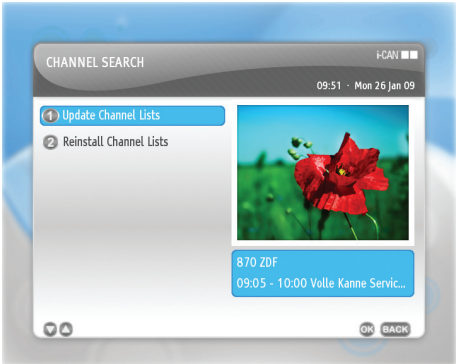 CHANNEL SEARCH
i-CAN
09:51 · Mon 26 Jan 09
1 Update Channel Lists
2 Reinstall Channel Lists
870 ZDF
09:05 - 10:00 Volle Kanne Servic...
OK BACK